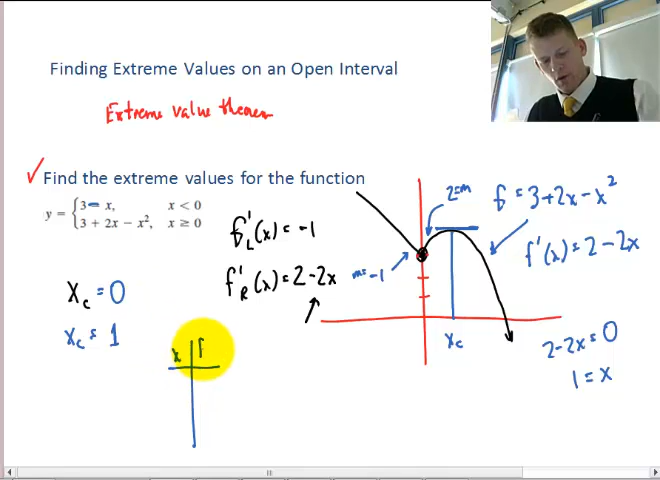 Finding Extreme Values on an Open Interval
Extreme value theorem
✓ Find the extreme values for the function
y = { 3 − x, x < 0
3 + 2x − x², x ≥ 0
f'L(x) = -1
f'R(x) = 2-2x
m=-1
2=m
f = 3+2x-x²
f'(x) = 2-2x
Xc = 0
Xc = 1
x f
Xc
2-2x=0
1=x